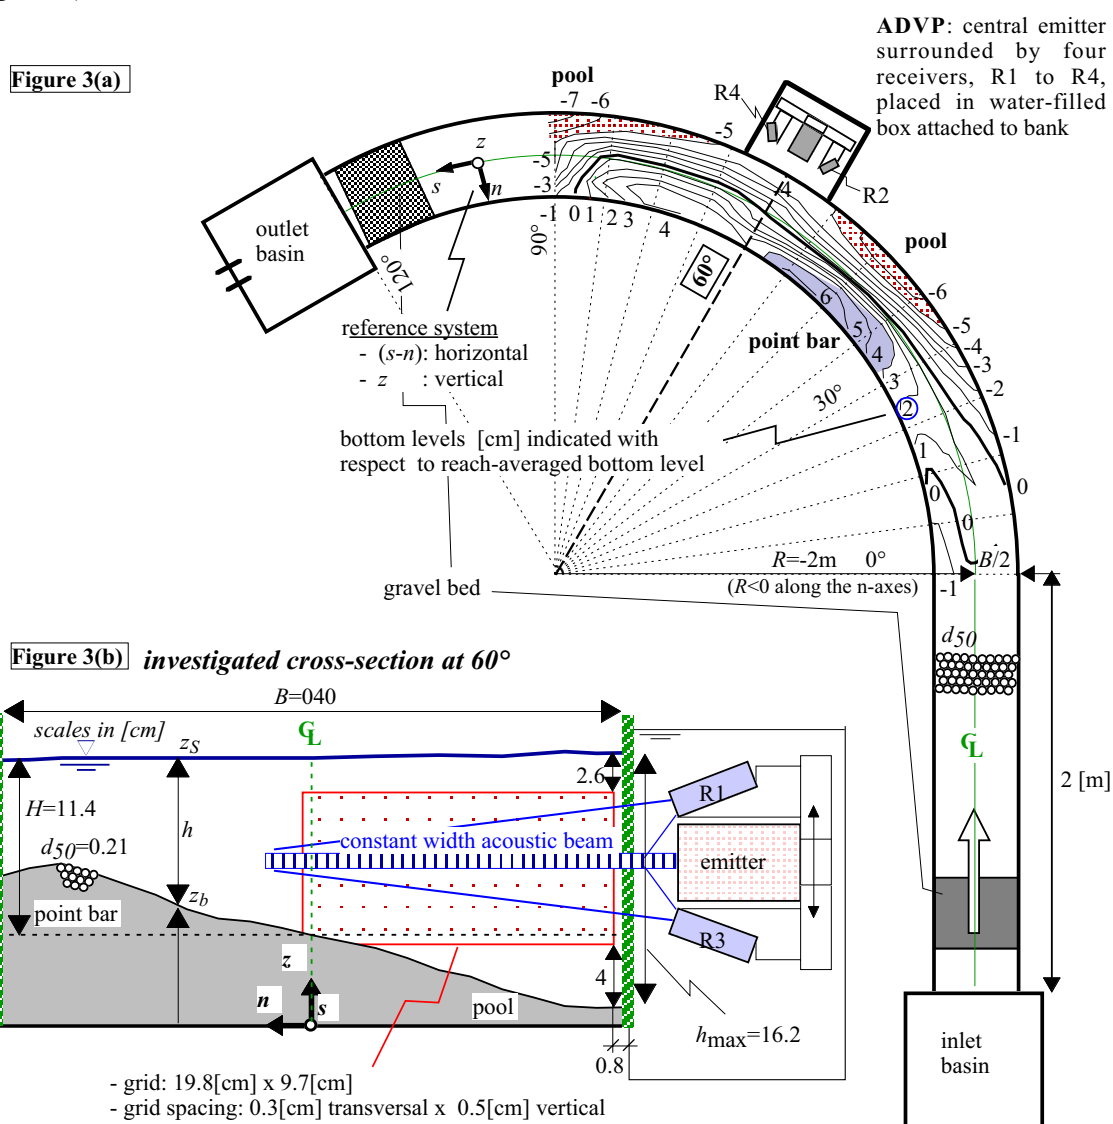 ADVP: central emitter
surrounded by four
receivers, R1 to R4,
placed in water-filled
box attached to bank
Figure 3(a)
pool
-7 -6
-5
R4
R2
4
pool
-6
-5
-4
-3
-2
-1
0
z
s
n
-5
-3
-1 0 1 2 3 4
90°
60°
120°
outlet
basin
reference system
- (s-n): horizontal
- z : vertical
point bar
6
5
4
3
2
1
0
0
30°
bottom levels [cm] indicated with
respect to reach-averaged bottom level
R=-2m 0°
B/2
(R<0 along the n-axes)
-1
gravel bed
d50
CL
2 [m]
inlet
basin
Figure 3(b) investigated cross-section at 60°
B=040
scales in [cm]
CL
zS
2.6
H=11.4
h
R1
constant width acoustic beam
d50=0.21
emitter
zb
point bar
R3
z
4
n
s
pool
hmax=16.2
0.8
- grid: 19.8[cm] x 9.7[cm]
- grid spacing: 0.3[cm] transversal x 0.5[cm] vertical